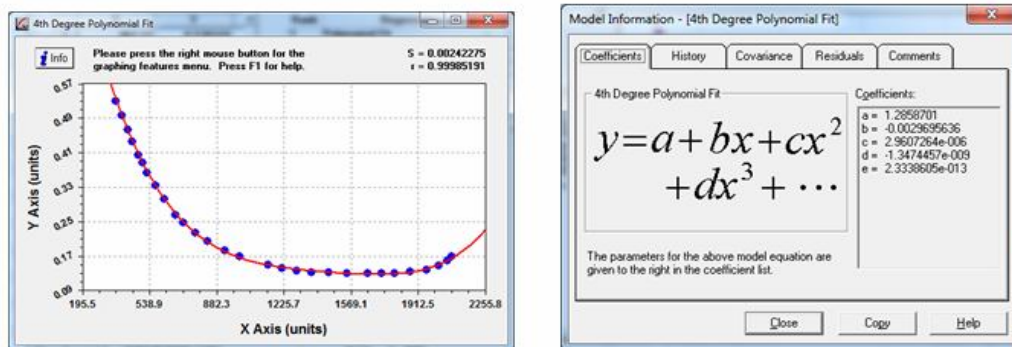 4th Degree Polynomial Fit
Info
Please press the right mouse button for the
graphing features menu. Press F1 for help.
S = 0.00242275
r = 0.99985191
Y Axis (units)
0.57
0.49
0.41
0.33
0.25
0.17
0.09
195.5 538.9 882.3 1225.7 1569.1 1912.5 2255.8
X Axis (units)
Model Information - [4th Degree Polynomial Fit]
Coefficients History Covariance Residuals Comments
4th Degree Polynomial Fit
y=a+bx+cx²
+dx³+⋯
Coefficients:
a = 1.2858701
b = -0.0029695636
c = 2.9607264e-006
d = -1.3474457e-009
e = 2.3338605e-013
The parameters for the above model equation are
given to the right in the coefficient list.
Close Copy Help